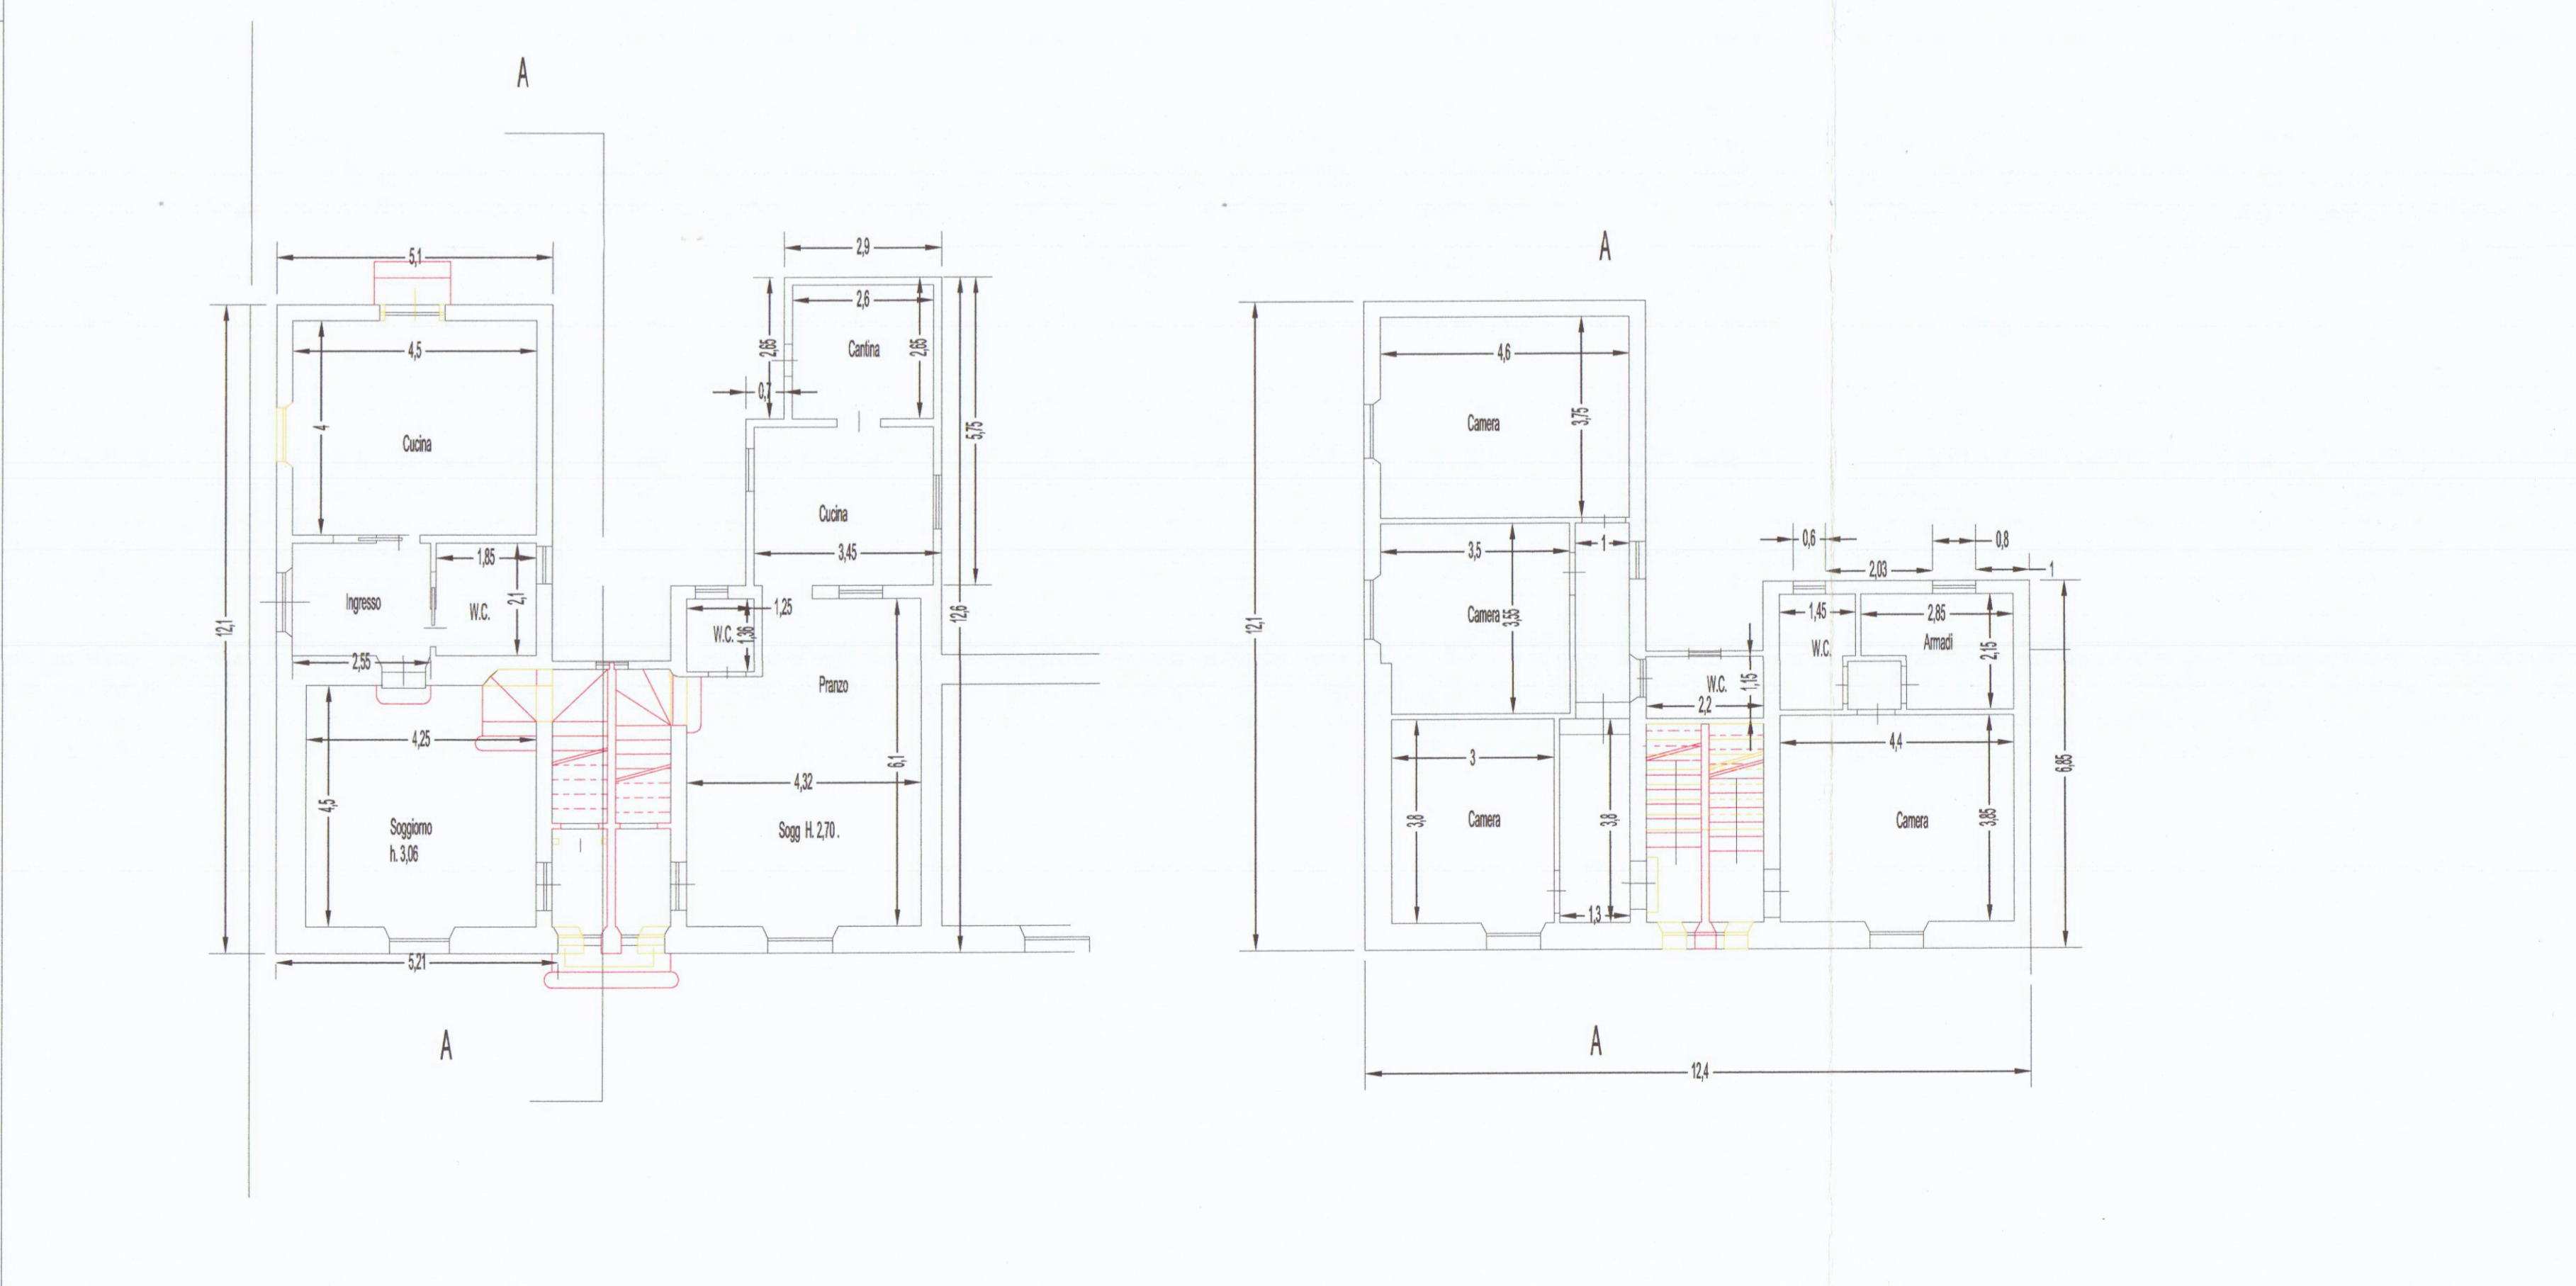 A
5,1
2,9
2,6
4,5
4
Cucina
2,65
Cantina
2,65
0,7
5,75
Cucina
3,45
1,85
Ingresso
W.C.
2,1
12,1
2,55
1,25
W.C.
1,36
12,6
Pranzo
4,25
4,32
6,1
4,5
Soggiorno
h. 3,06
Sogg H. 2,70 .
5,21
A
A
4,6
Camera
3,75
3,5
1
Camera
3,55
12,1
0,6
2,03
0,8
1
1,45
2,85
W.C.
Armadi
2,15
W.C.
1,15
2,2
3
4,4
6,85
3,8
Camera
3,8
Camera
3,85
1,3
A
12,4